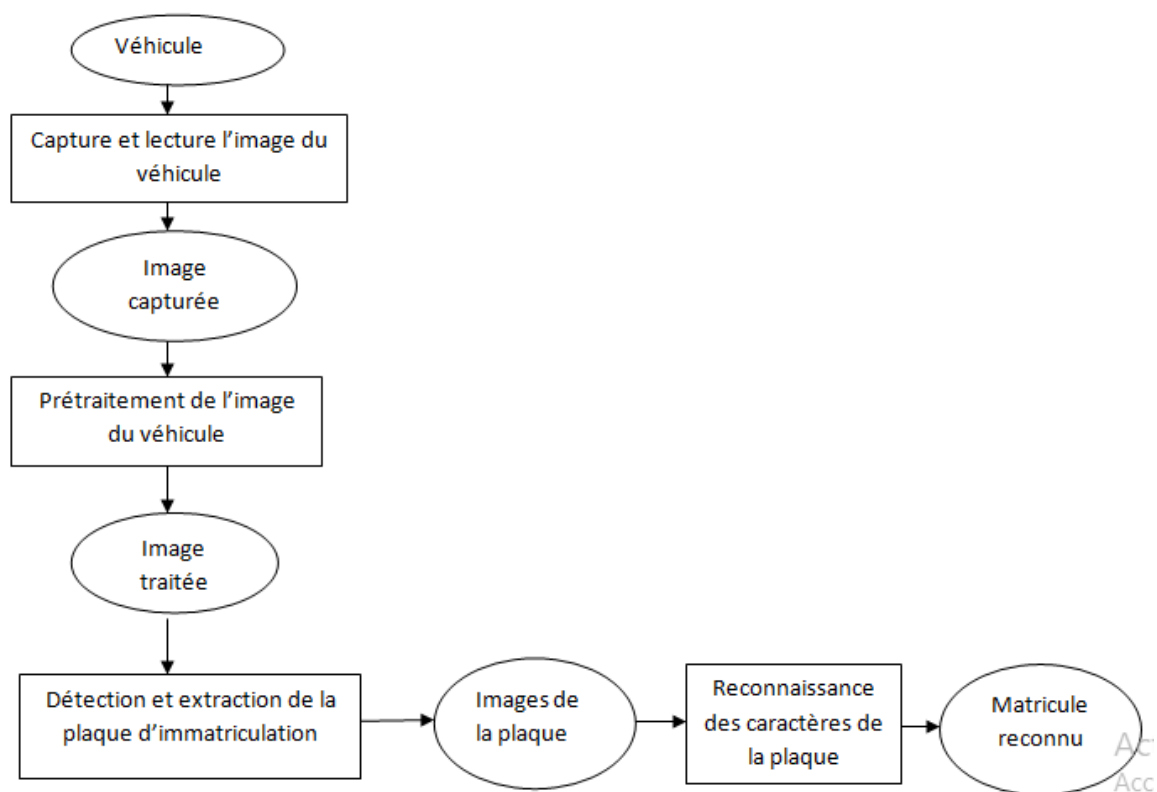 Véhicule
Capture et lecture l’image du
véhicule
Image
capturée
Prétraitement de l’image
du véhicule
Image
traitée
Détection et extraction de la
plaque d’immatriculation
Images de
la plaque
Reconnaissance
des caractères de
la plaque
Matricule
reconnu